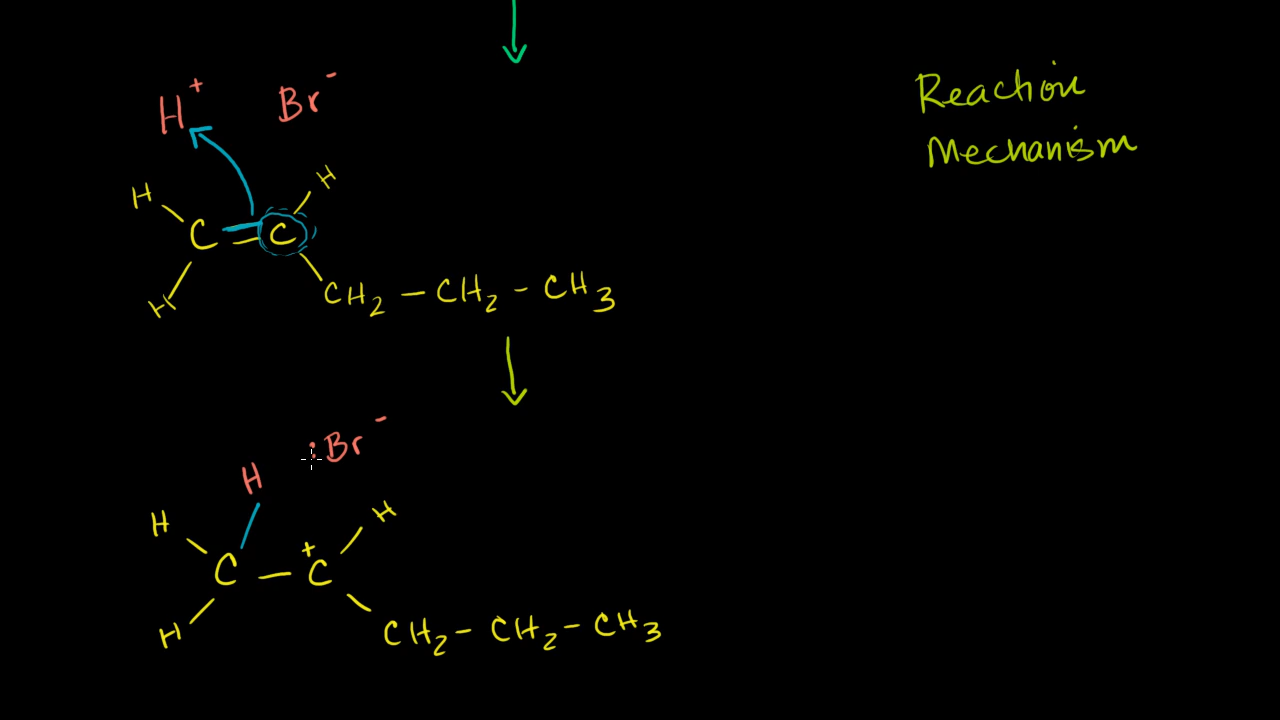 H⁺ Br⁻
Reaction
Mechanism
H H
C = C
H
CH₂ – CH₂ – CH₃
:Br⁻
H
H H
+
C – C
H
CH₂ – CH₂ – CH₃